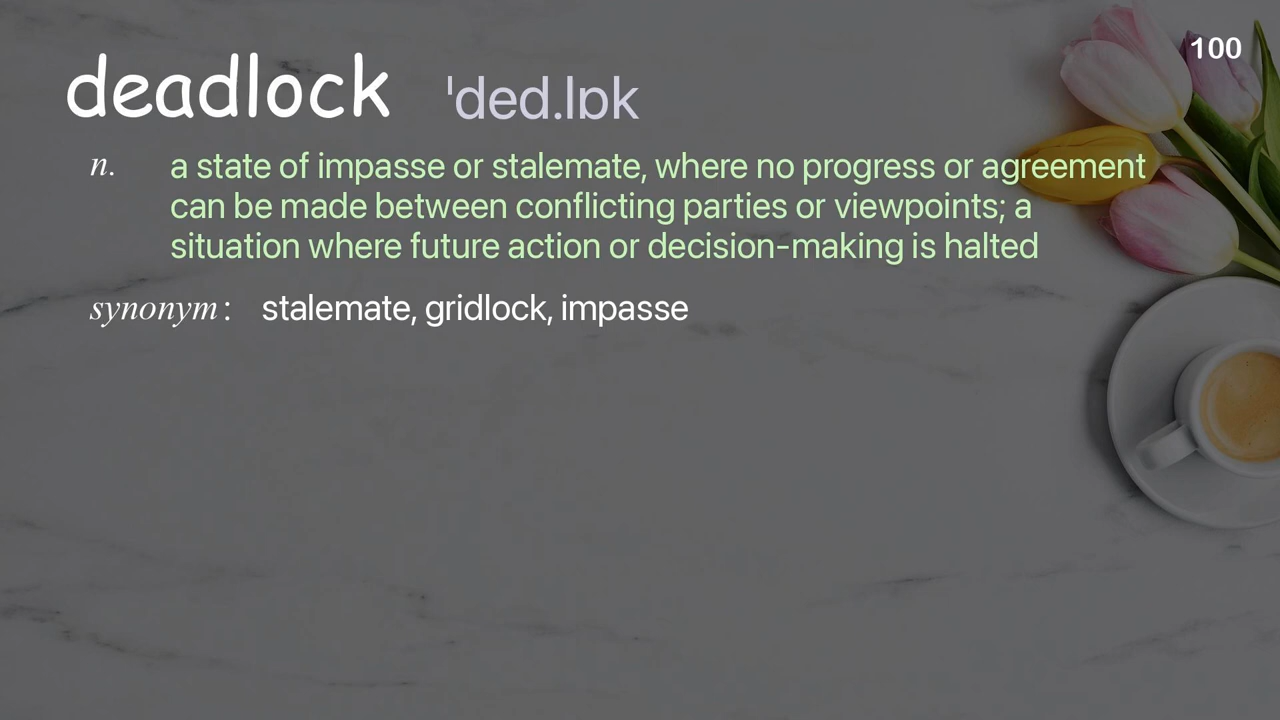 100
deadlock ˈded.lɒk
n. a state of impasse or stalemate, where no progress or agreement
can be made between conflicting parties or viewpoints; a
situation where future action or decision-making is halted
synonym : stalemate, gridlock, impasse